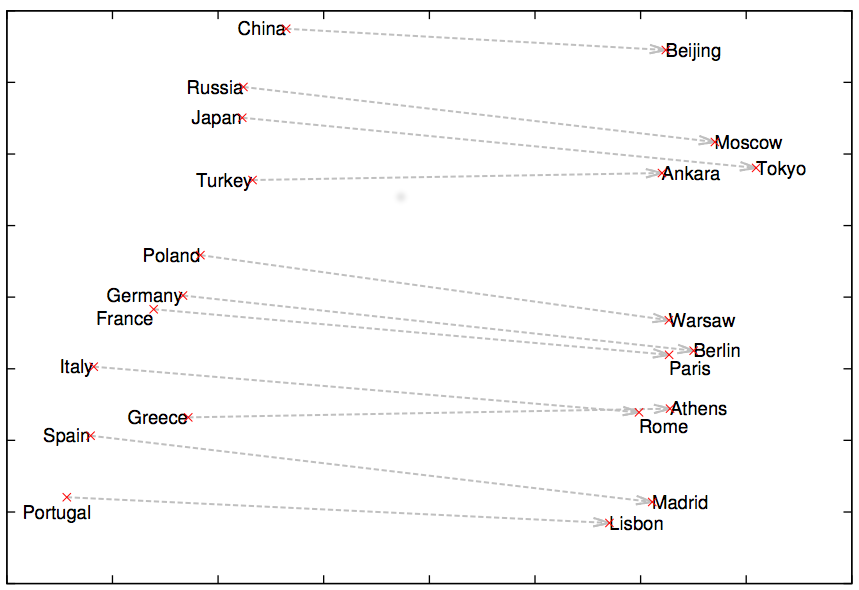 China
Beijing
Russia
Moscow
Japan
Tokyo
Turkey
Ankara
Poland
Warsaw
Germany
Berlin
France
Paris
Italy
Rome
Greece
Athens
Spain
Madrid
Portugal
Lisbon